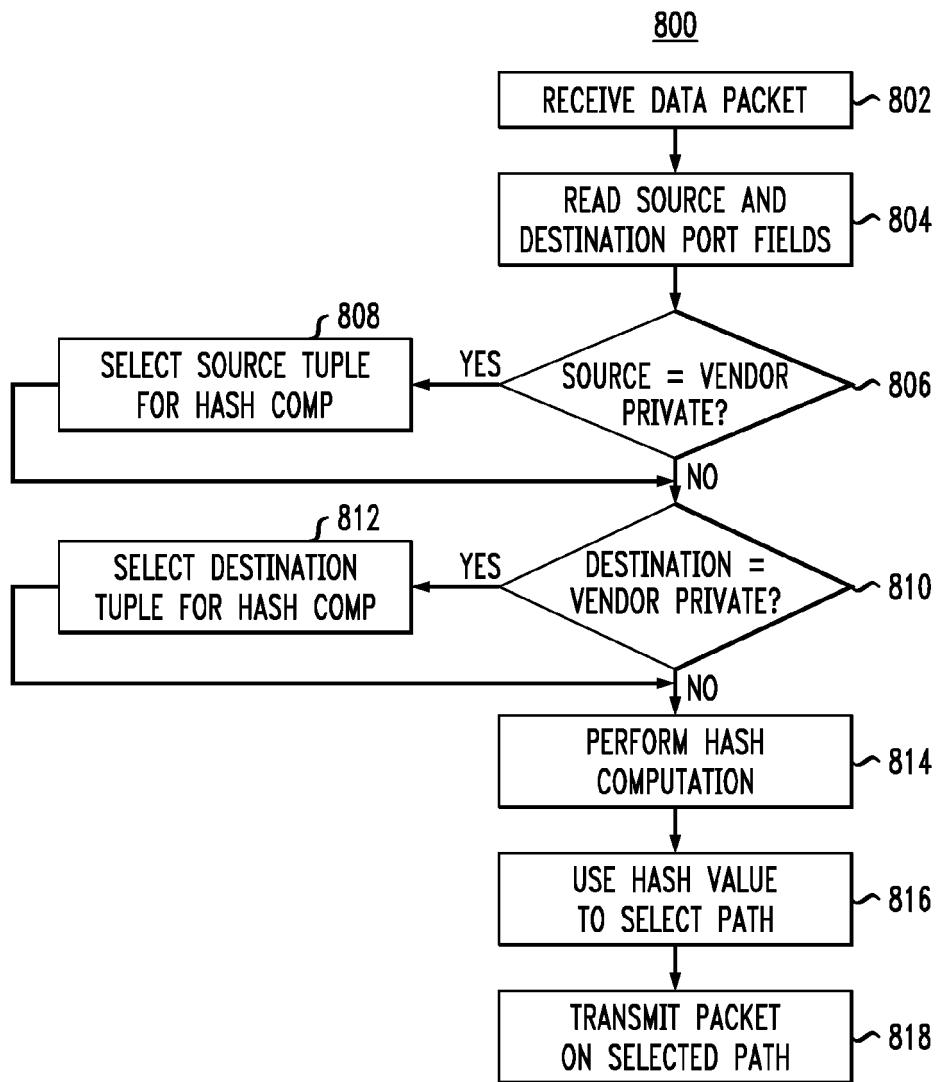 800
RECEIVE DATA PACKET
802
READ SOURCE AND
DESTINATION PORT FIELDS
804
808
SELECT SOURCE TUPLE
FOR HASH COMP
YES
SOURCE = VENDOR
PRIVATE?
806
NO
812
SELECT DESTINATION
TUPLE FOR HASH COMP
YES
DESTINATION =
VENDOR PRIVATE?
810
NO
PERFORM HASH
COMPUTATION
814
USE HASH VALUE
TO SELECT PATH
816
TRANSMIT PACKET
ON SELECTED PATH
818